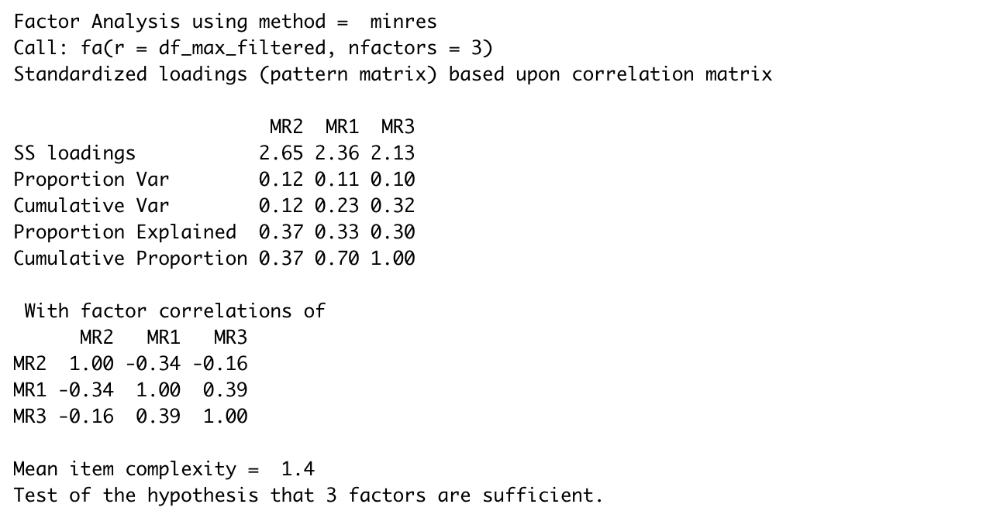 Factor Analysis using method =  minres
Call: fa(r = df_max_filtered, nfactors = 3)
Standardized loadings (pattern matrix) based upon correlation matrix

                       MR2  MR1  MR3
SS loadings           2.65 2.36 2.13
Proportion Var        0.12 0.11 0.10
Cumulative Var        0.12 0.23 0.32
Proportion Explained  0.37 0.33 0.30
Cumulative Proportion 0.37 0.70 1.00

 With factor correlations of
      MR2   MR1   MR3
MR2  1.00 -0.34 -0.16
MR1 -0.34  1.00  0.39
MR3 -0.16  0.39  1.00

Mean item complexity =  1.4
Test of the hypothesis that 3 factors are sufficient.